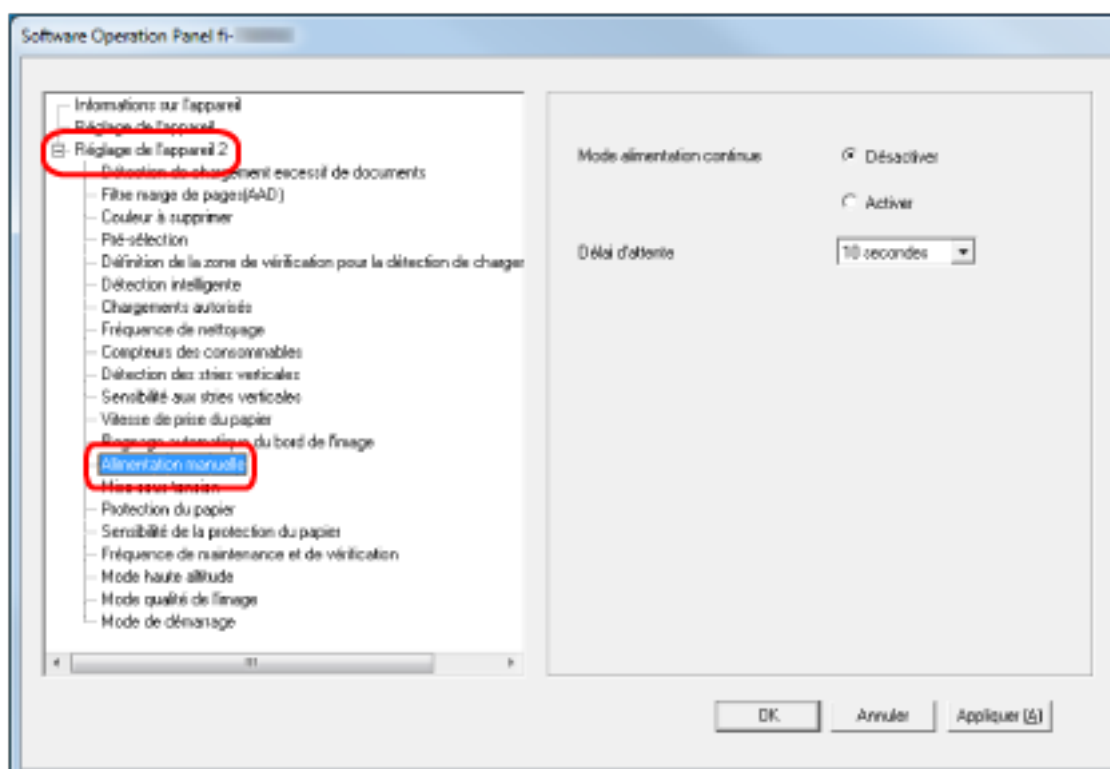 Software Operation Panel fi-
Informations sur l'appareil
Réglage de l'appareil
Réglage de l'appareil 2
Détection de chargement excessif de documents
Filtre marge de pages(AAD)
Couleur à supprimer
Pré-sélection
Définition de la zone de vérification pour la détection de charger
Détection intelligente
Chargements autorisés
Fréquence de nettoyage
Compteurs des consommables
Détection des stries verticales
Sensibilité aux stries verticales
Vitesse de prise du papier
Rognage automatique du bord de l'image
Alimentation manuelle
Mise sous tension
Protection du papier
Sensibilité de la protection du papier
Fréquence de maintenance et de vérification
Mode haute altitude
Mode qualité de l'image
Mode de démarrage
Mode alimentation continue
Désactiver
Activer
Délai d'attente
10 secondes
OK
Annuler
Appliquer (A)